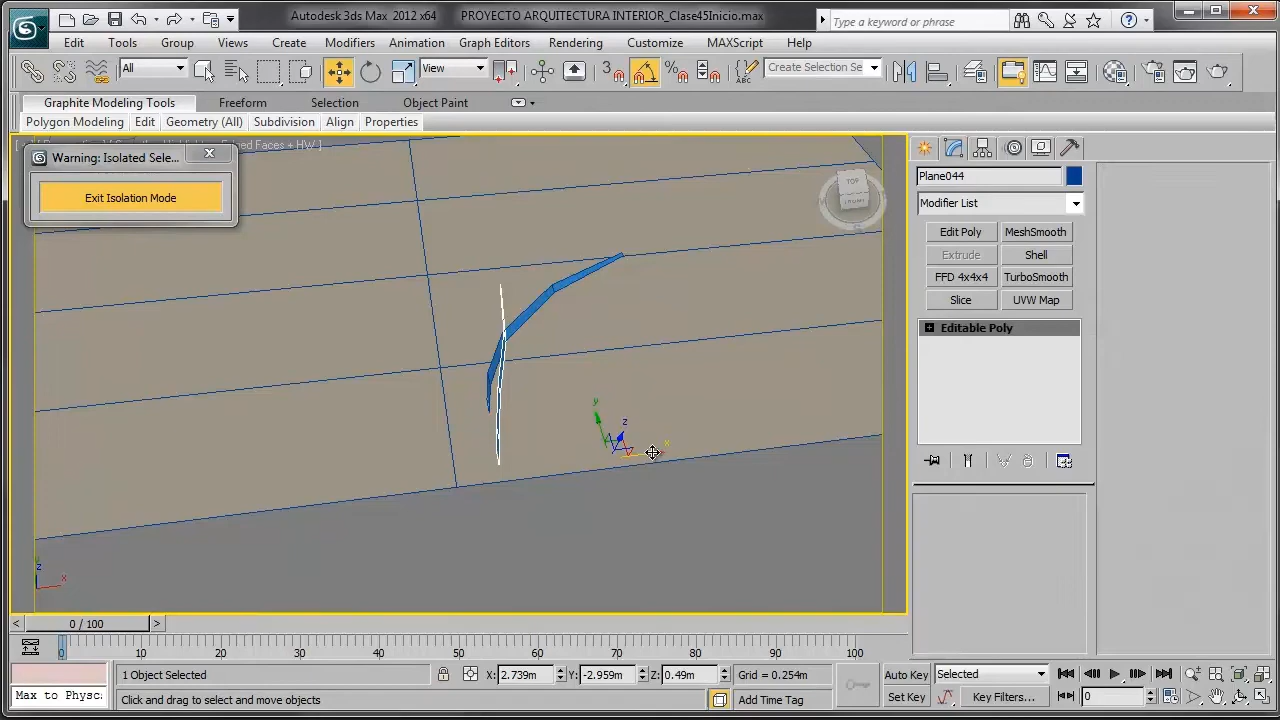 Autodesk 3ds Max 2012 x64 PROYECTO ARQUITECTURA INTERIOR_Clase45Inicio.max
Type a keyword or phrase
Edit Tools Group Views Create Modifiers Animation Graph Editors Rendering Customize MAXScript Help
All View 3 Create Selection Se
Graphite Modeling Tools Freeform Selection Object Paint
Polygon Modeling Edit Geometry (All) Subdivision Align Properties
Faces + HW ]
Warning: Isolated Sele...
Exit Isolation Mode
TOP
Plane044
Modifier List
Edit Poly MeshSmooth
Extrude Shell
FFD 4x4x4 TurboSmooth
Slice UVW Map
Editable Poly
y
z
x
z
x
< 0 / 100 >
0 10 20 30 40 50 60 70 80 90 100
1 Object Selected X: 2.739m Y: -2.959m Z: 0.49m Grid = 0.254m Auto Key Selected
Max to Physc: Click and drag to select and move objects Add Time Tag Set Key Key Filters... 0